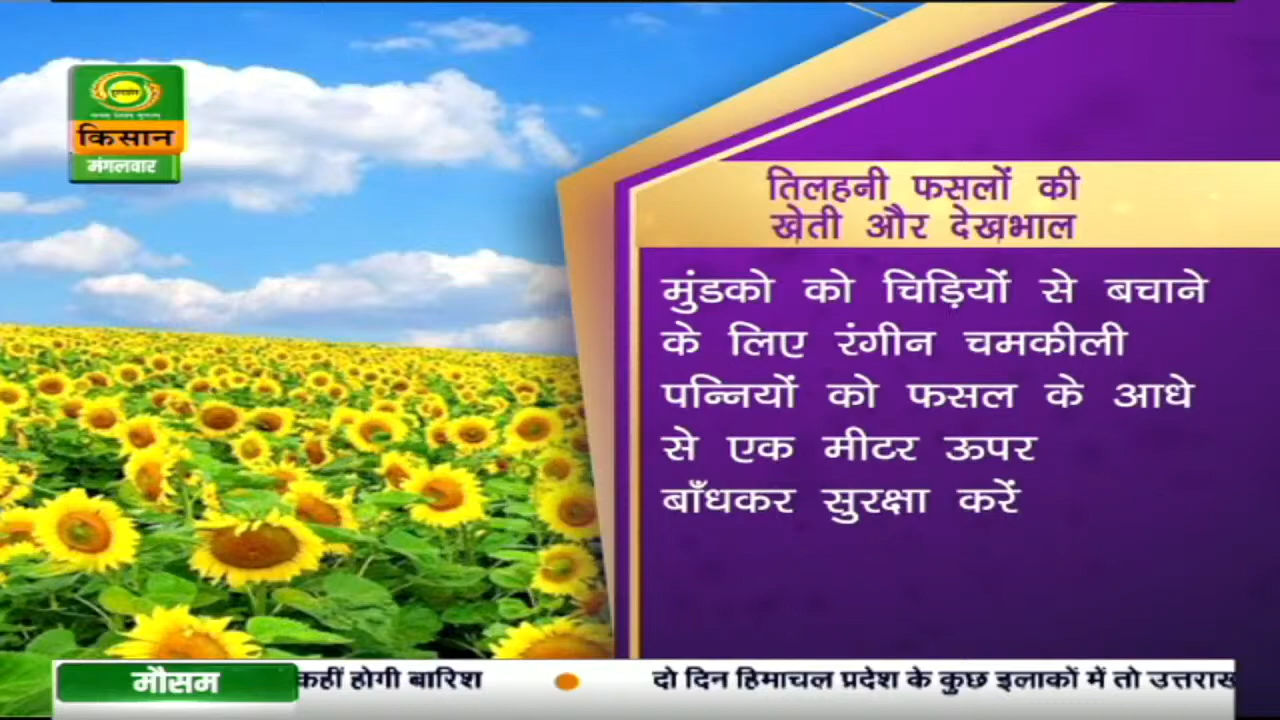 किसान
मंगलवार
तिलहनी फसलों की
खेती और देखभाल
मुंडको को चिड़ियों से बचाने
के लिए रंगीन चमकीली
पन्नियों को फसल के आधे
से एक मीटर ऊपर
बाँधकर सुरक्षा करें
मौसम
कहीं होगी बारिश
दो दिन हिमाचल प्रदेश के कुछ इलाकों में तो